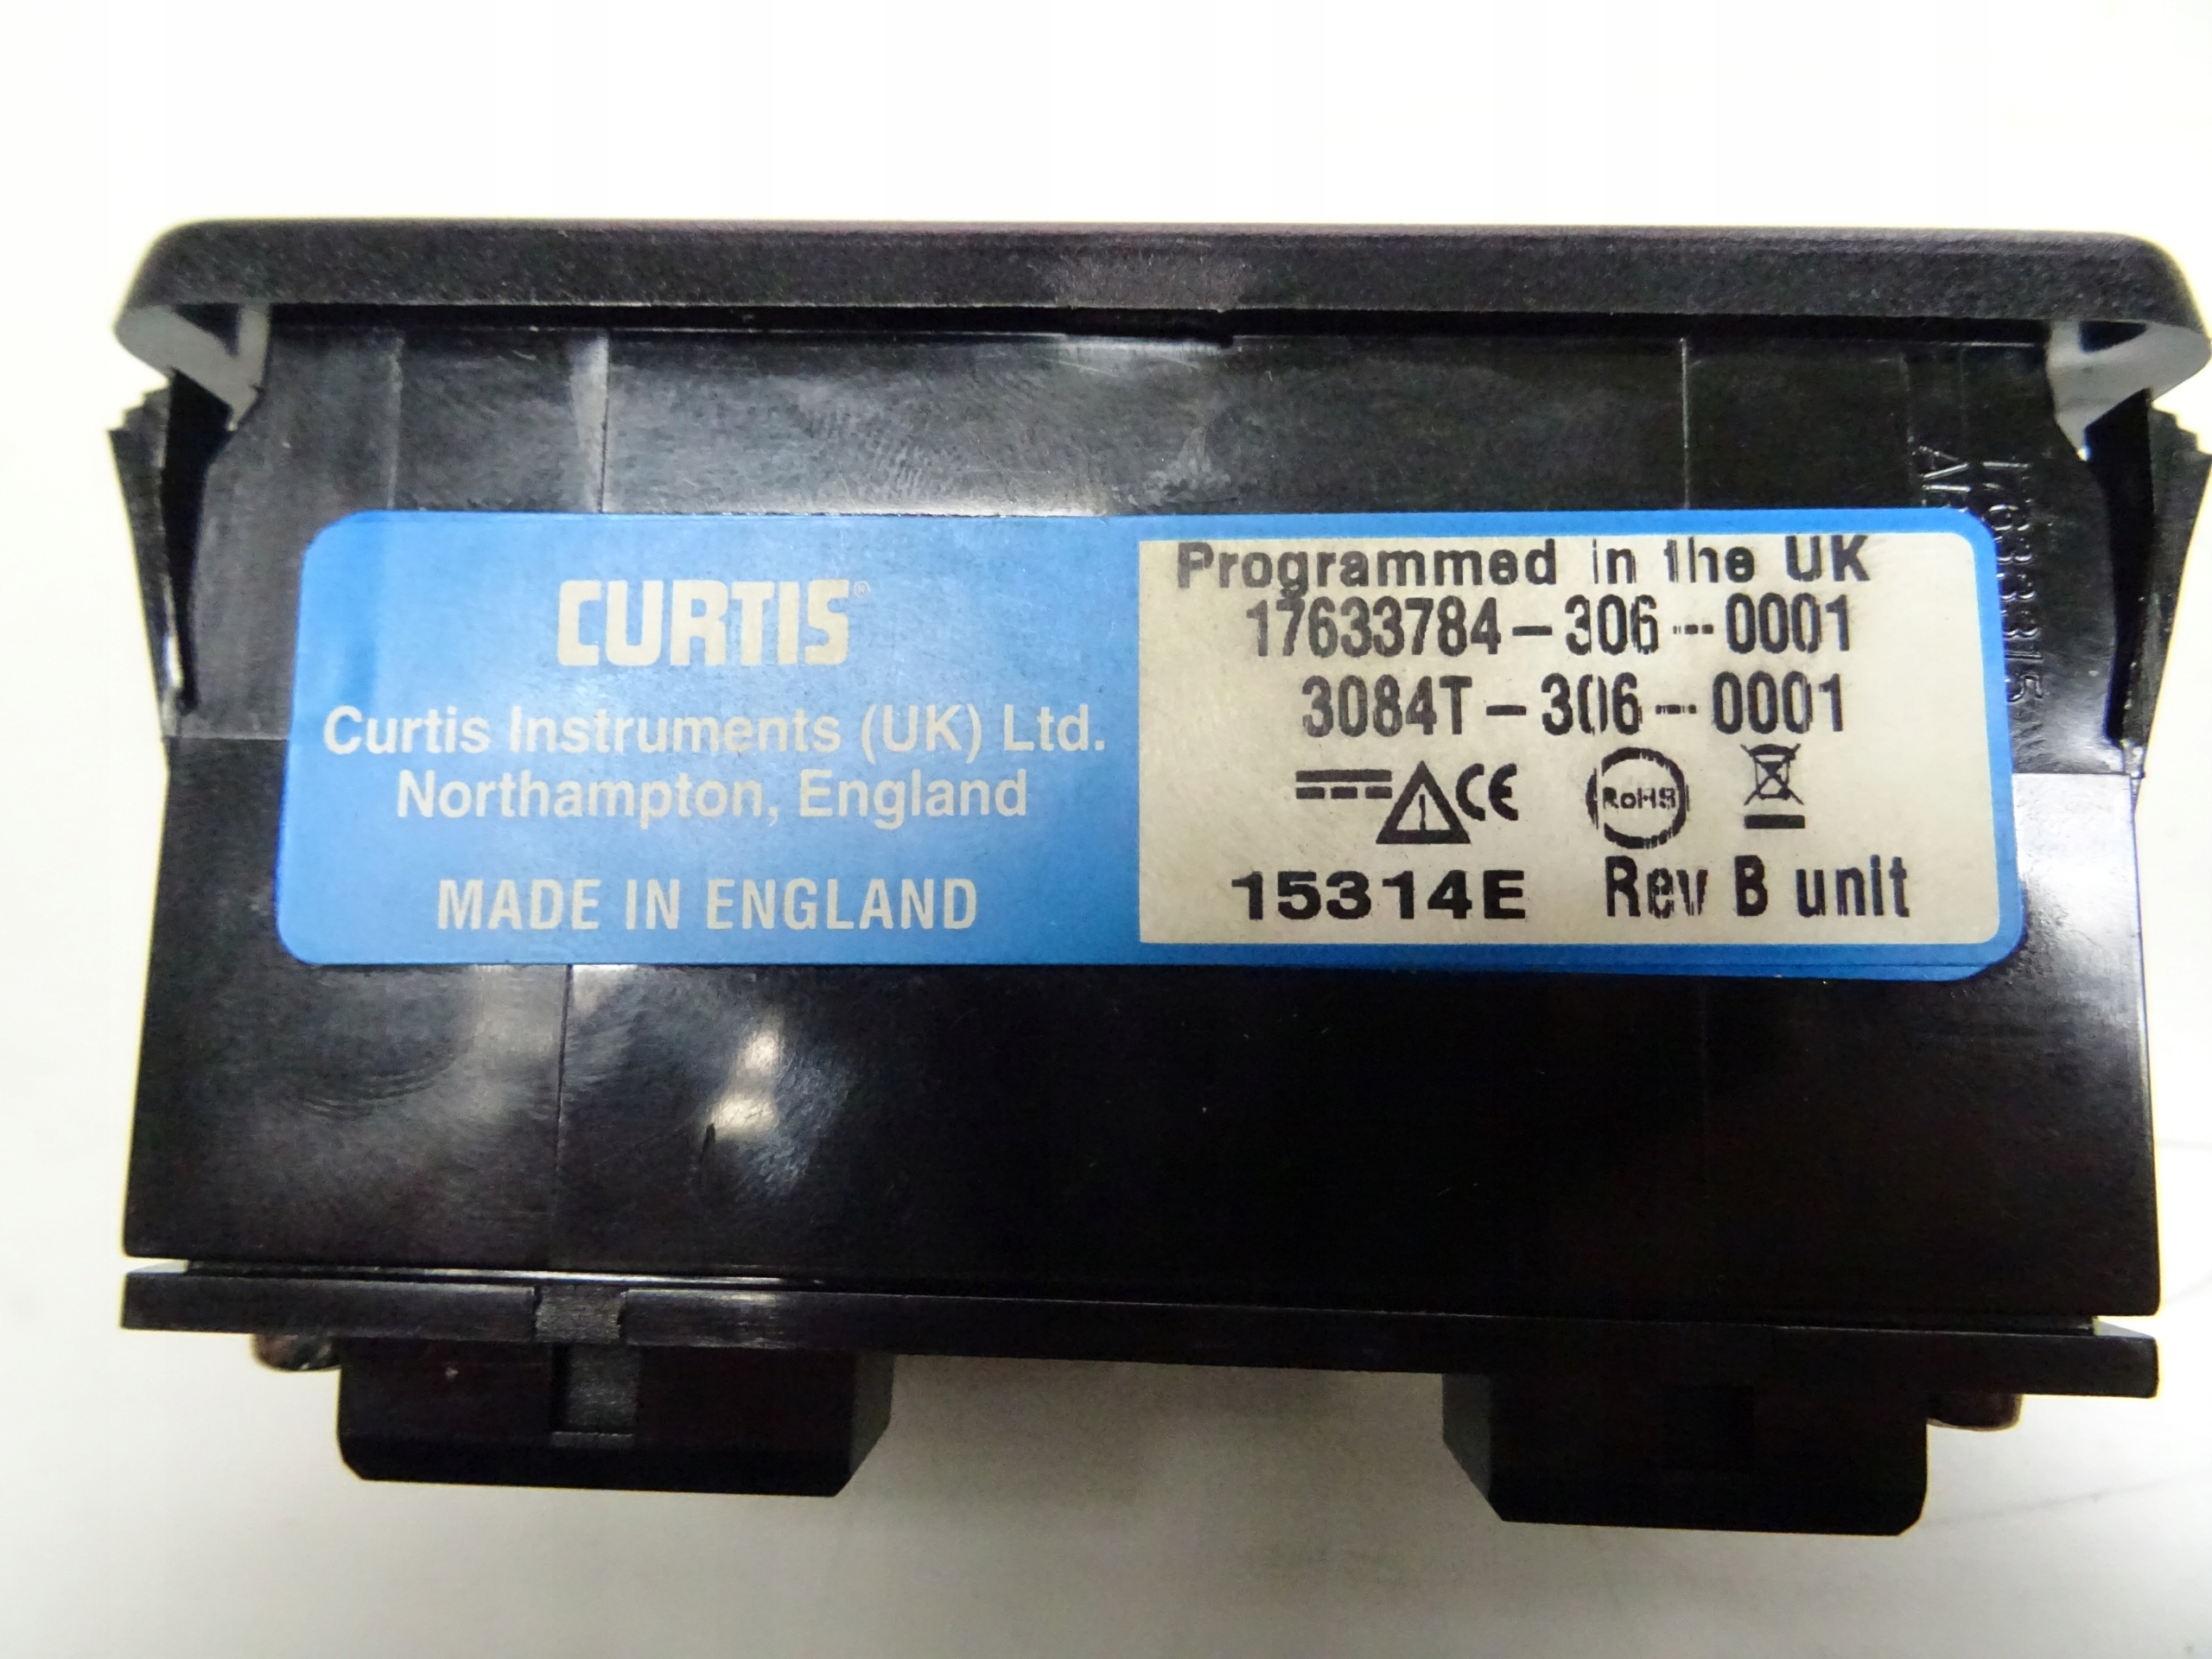 CURTIS®
Curtis Instruments (UK) Ltd.
Northampton, England
MADE IN ENGLAND
Programmed in the UK
17633784-306-0001
3084T-306-0001
CE RoHS
15314E Rev B unit